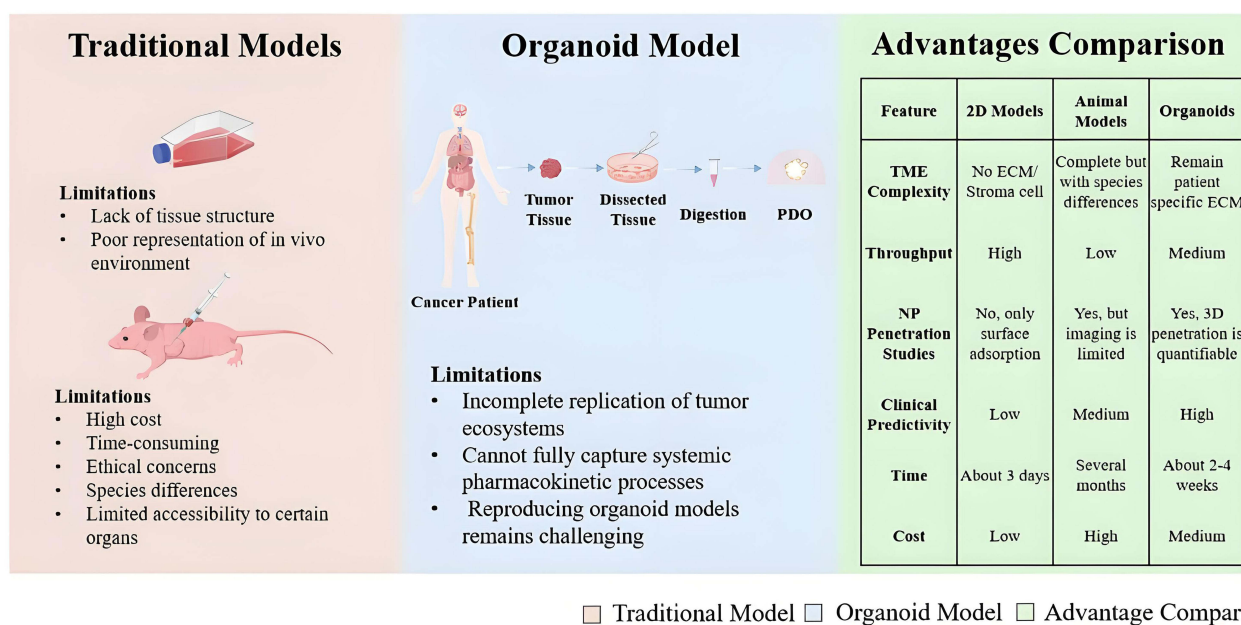 Traditional Models
Limitations
• Lack of tissue structure
• Poor representation of in vivo
environment
Limitations
• High cost
• Time-consuming
• Ethical concerns
• Species differences
• Limited accessibility to certain
organs
Organoid Model
Cancer Patient
Tumor
Tissue
Dissected
Tissue
Digestion
PDO
Limitations
• Incomplete replication of tumor
ecosystems
• Cannot fully capture systemic
pharmacokinetic processes
• Reproducing organoid models
remains challenging
Advantages Comparison
Feature 2D Models Animal Models Organoids
TME Complexity No ECM/ Stroma cell Complete but with species differences Remain patient specific ECM
Throughput High Low Medium
NP Penetration Studies No, only surface adsorption Yes, but imaging is limited Yes, 3D penetration is quantifiable
Clinical Predictivity Low Medium High
Time About 3 days Several months About 2-4 weeks
Cost Low High Medium
Traditional Model Organoid Model Advantage Compar